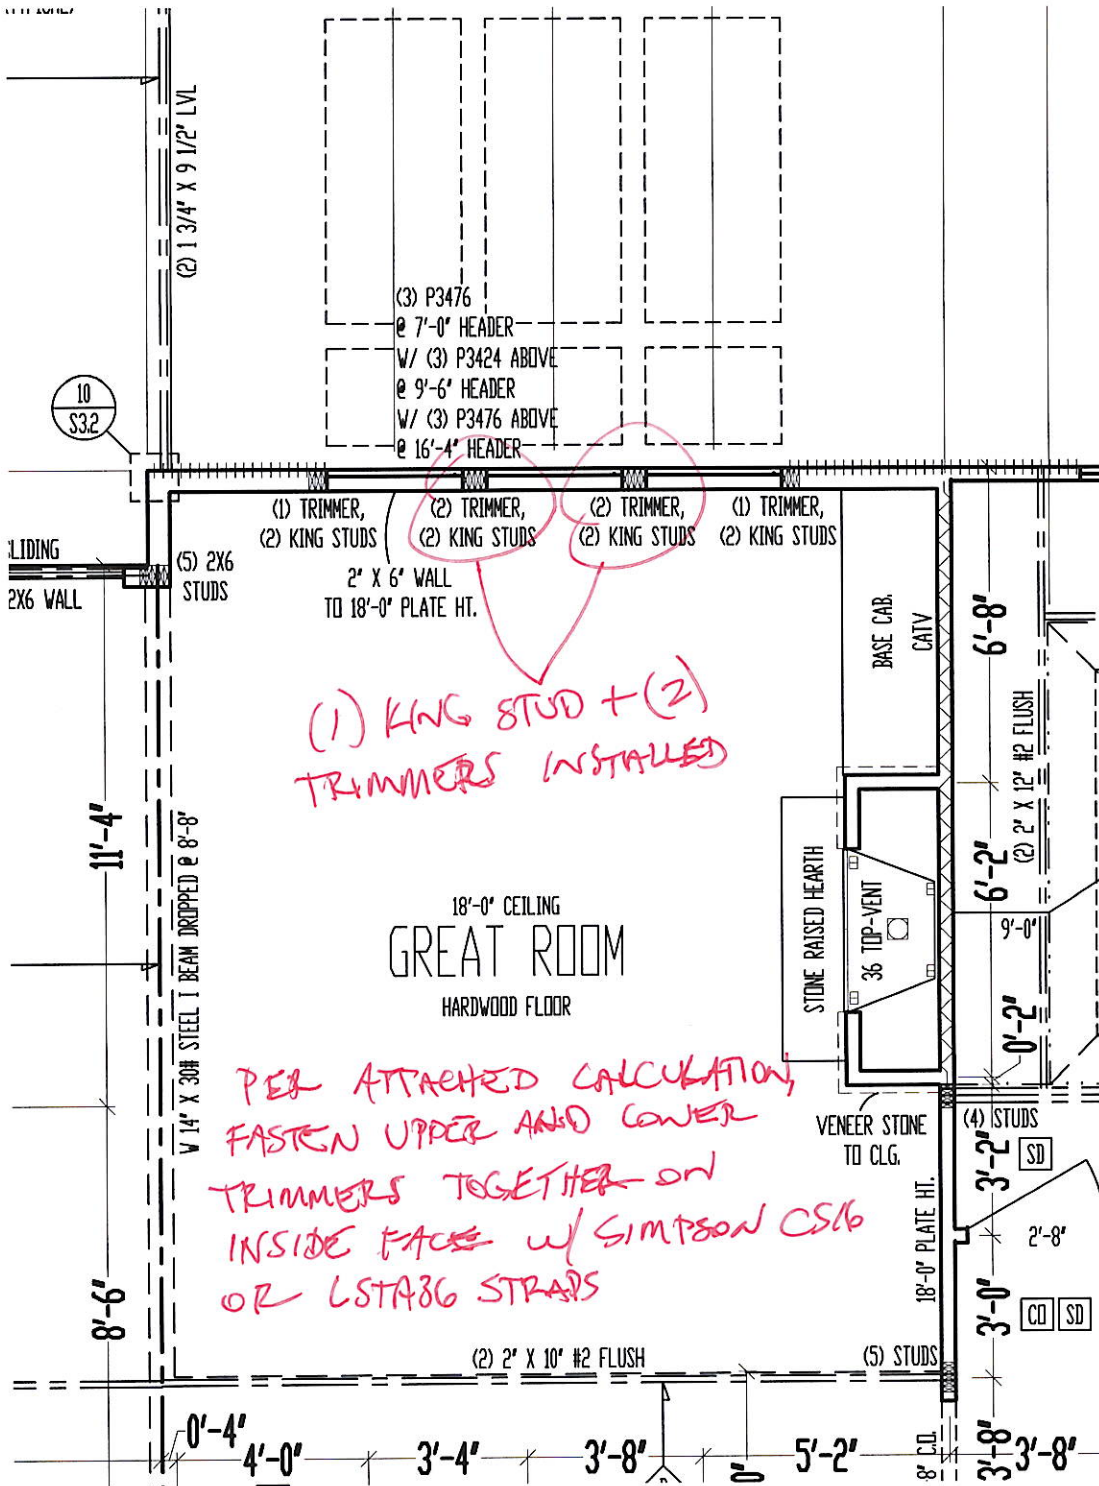 (2) 1 3/4" X 9 1/2" LVL
(3) P3476
@ 7'-0" HEADER
W/ (3) P3424 ABOVE
@ 9'-6" HEADER
W/ (3) P3476 ABOVE
@ 16'-4" HEADER
10
S3.2
(1) TRIMMER,
(2) KING STUDS
(2) TRIMMER,
(2) KING STUDS
(2) TRIMMER,
(2) KING STUDS
(1) TRIMMER,
(2) KING STUDS
2X6 WALL
(5) 2X6
STUDS
2" X 6" WALL
TO 18'-0" PLATE HT.
BASE CAB.
CATV
6'-8"
(2) 2" X 12" #2 FLUSH
(1) KING STUD + (2)
TRIMMERS INSTALLED
11'-4"
W 14" X 30# STEEL I BEAM DROPPED @ 8'-8"
18'-0" CEILING
GREAT ROOM
HARDWOOD FLOOR
STONE RAISED HEARTH
36 TOP-VENT
6'-2"
9'-0"
0'-2"
PER ATTACHED CALCULATION,
FASTEN UPPER AND LOWER
TRIMMERS TOGETHER ON
INSIDE FACE W/ SIMPSON CS16
OR LSTA36 STRAPS
VENEER STONE
TO CLG.
(4) STUDS
3'-2"
SD
18'-0" PLATE HT.
2'-8"
3'-0"
CO SD
8'-6"
(2) 2" X 10" #2 FLUSH
(5) STUDS
0'-4"
4'-0"
3'-4"
3'-8"
5'-2"
3'-8"
3'-8"